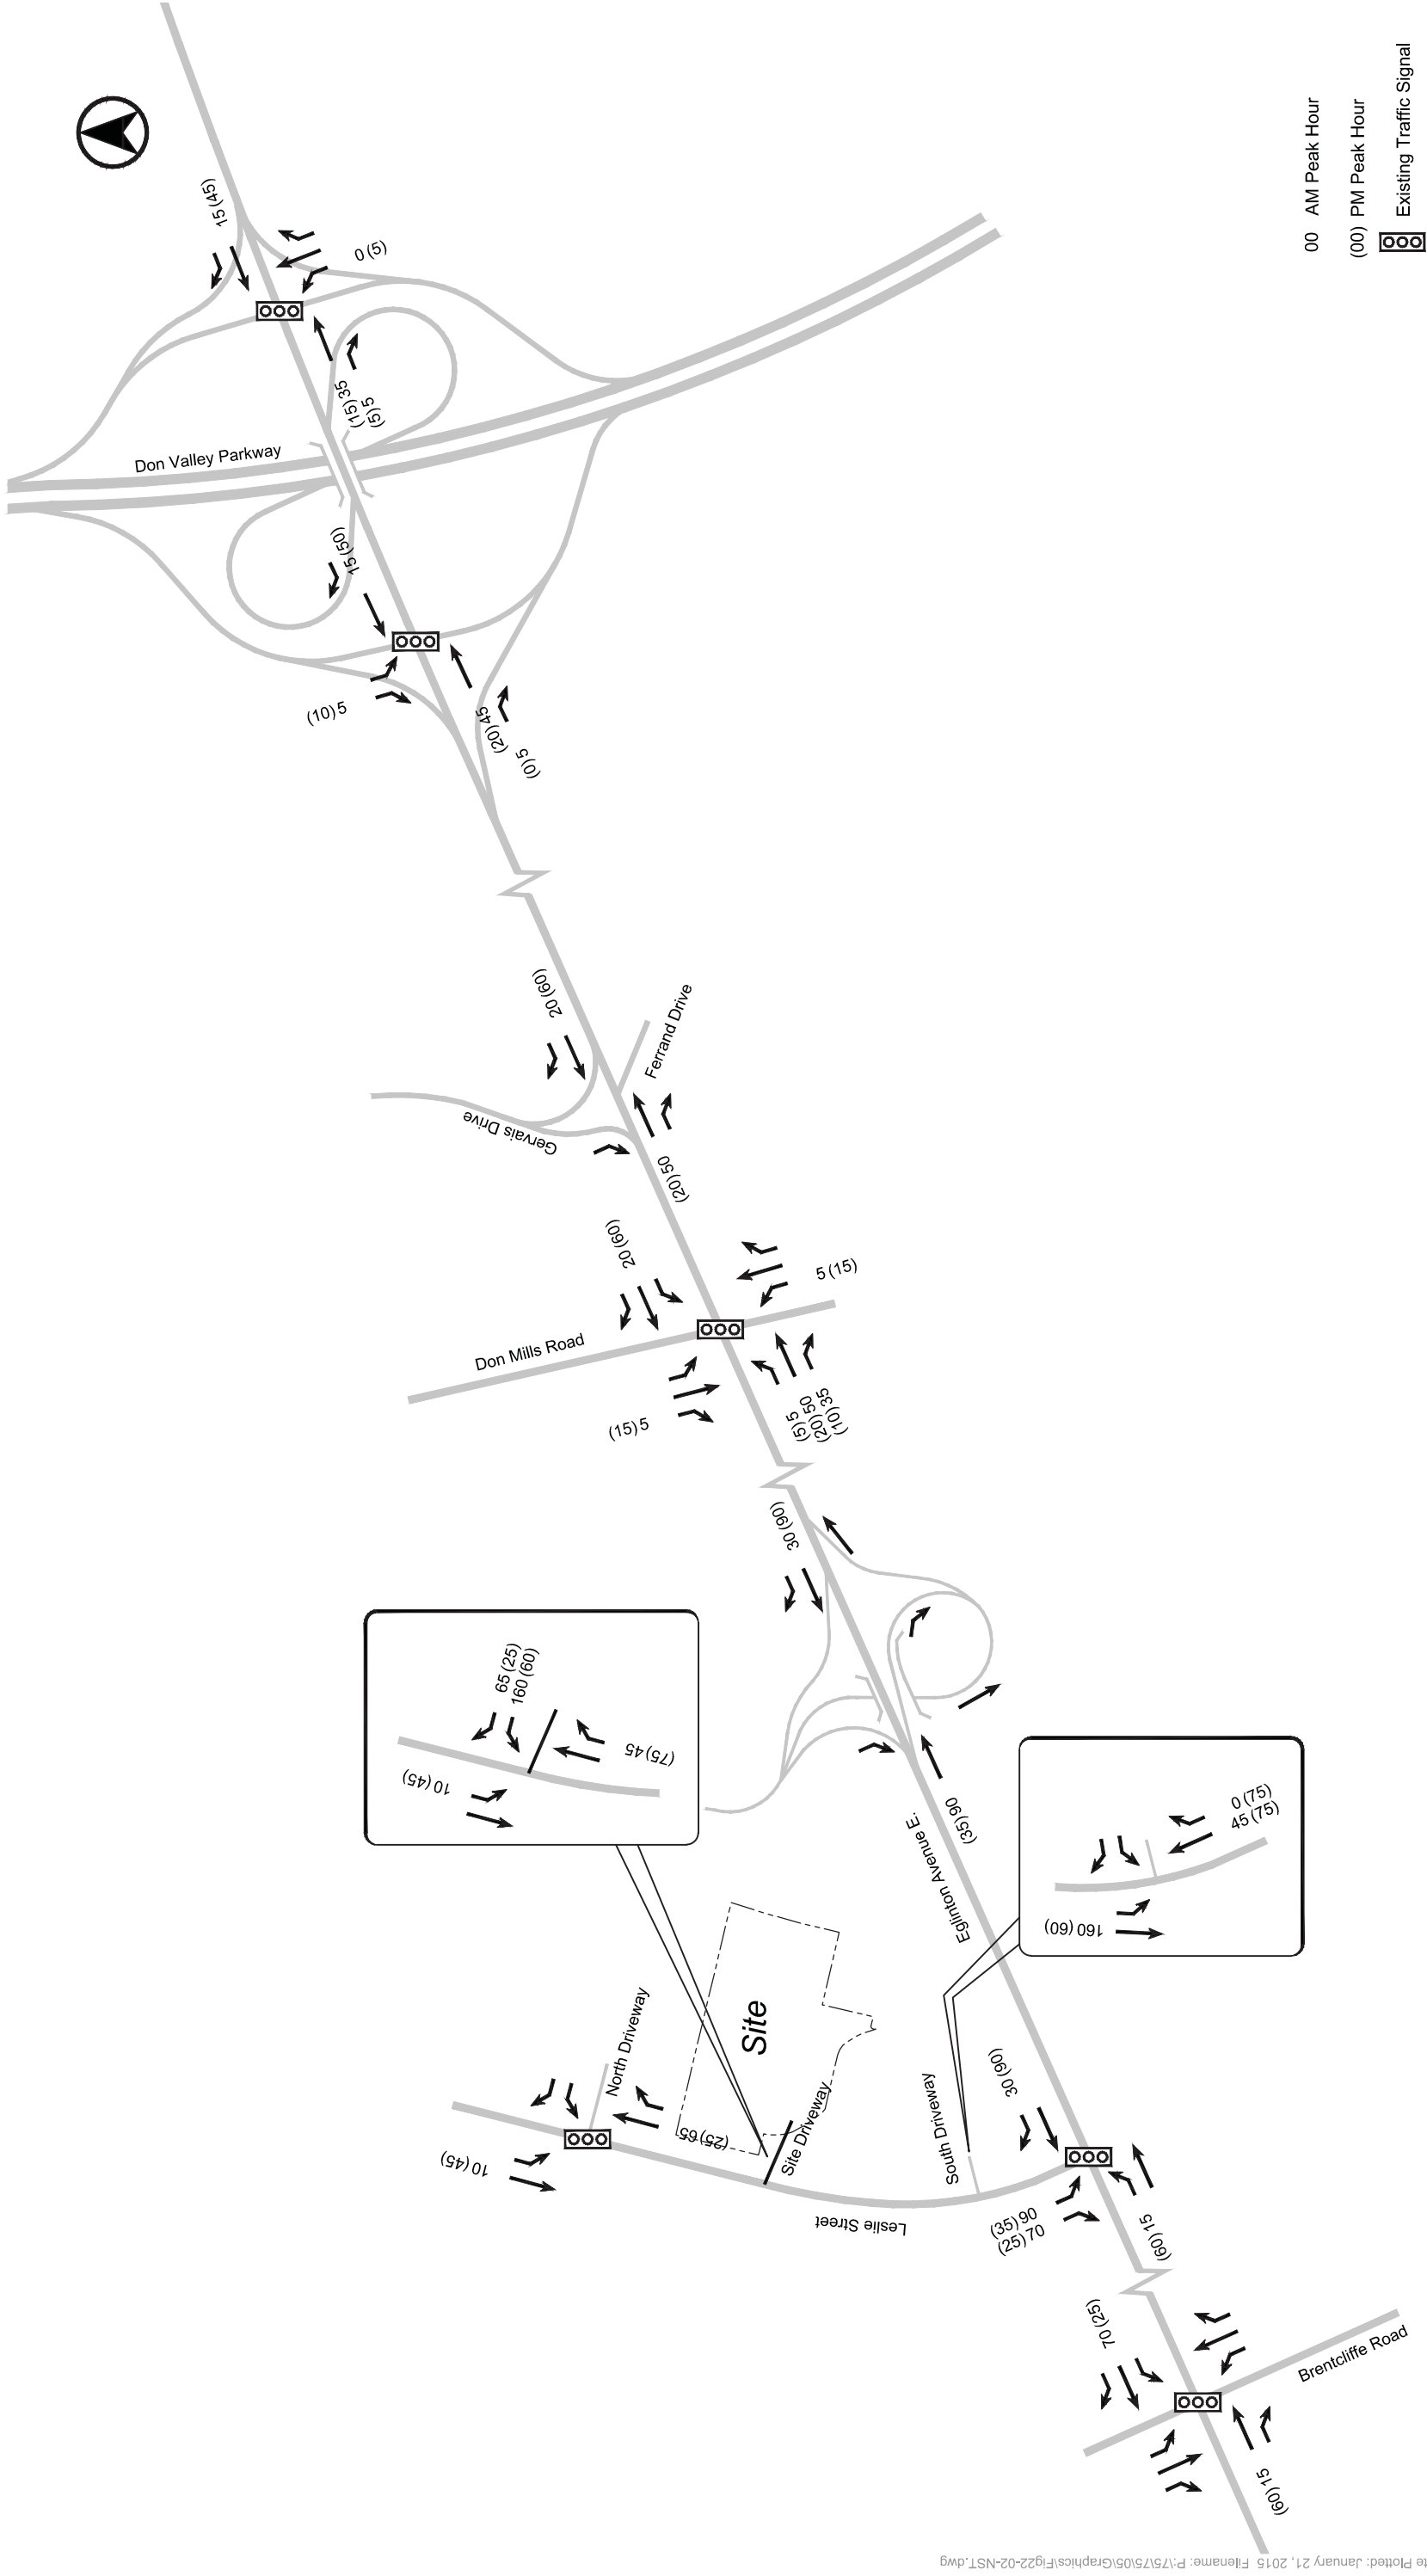 15 (45)
0 (5)
(15) 35
(5) 5
Don Valley Parkway
15 (50)
(10) 5
(20) 45
(0) 5
20 (60)
Ferrand Drive
Gervais Drive
(20) 50
20 (60)
5 (15)
Don Mills Road
(15) 5
(5) 5
(20) 50
(10) 35
30 (90)
65 (25)
160 (60)
10 (45)
(75) 45
(35) 90
Eglinton Avenue E.
0 (75)
45 (75)
160 (60)
Site
North Driveway
10 (45)
(25) 65
Site Driveway
South Driveway
30 (90)
Leslie Street
(35) 90
(25) 70
(60) 15
70 (25)
Brentcliffe Road
(60) 15
00 AM Peak Hour
(00) PM Peak Hour
Existing Traffic Signal
te Plotted: January 21, 2015 Filename: P:\75\75\05\Graphics\Fig22-02-NST.dwg